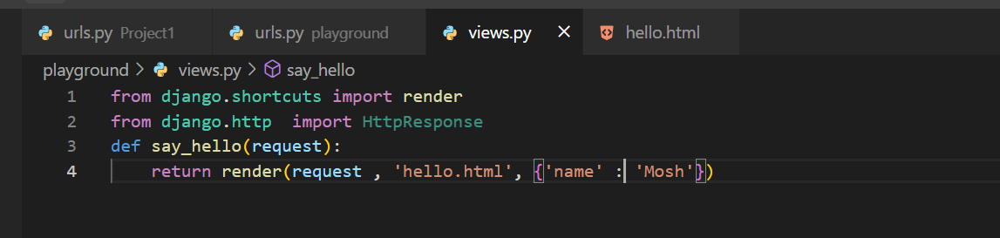 urls.py Project1 urls.py playground views.py hello.html
playground > views.py > say_hello
1 from django.shortcuts import render
2 from django.http  import HttpResponse
3 def say_hello(request):
4     return render(request , 'hello.html', {'name' : 'Mosh'})